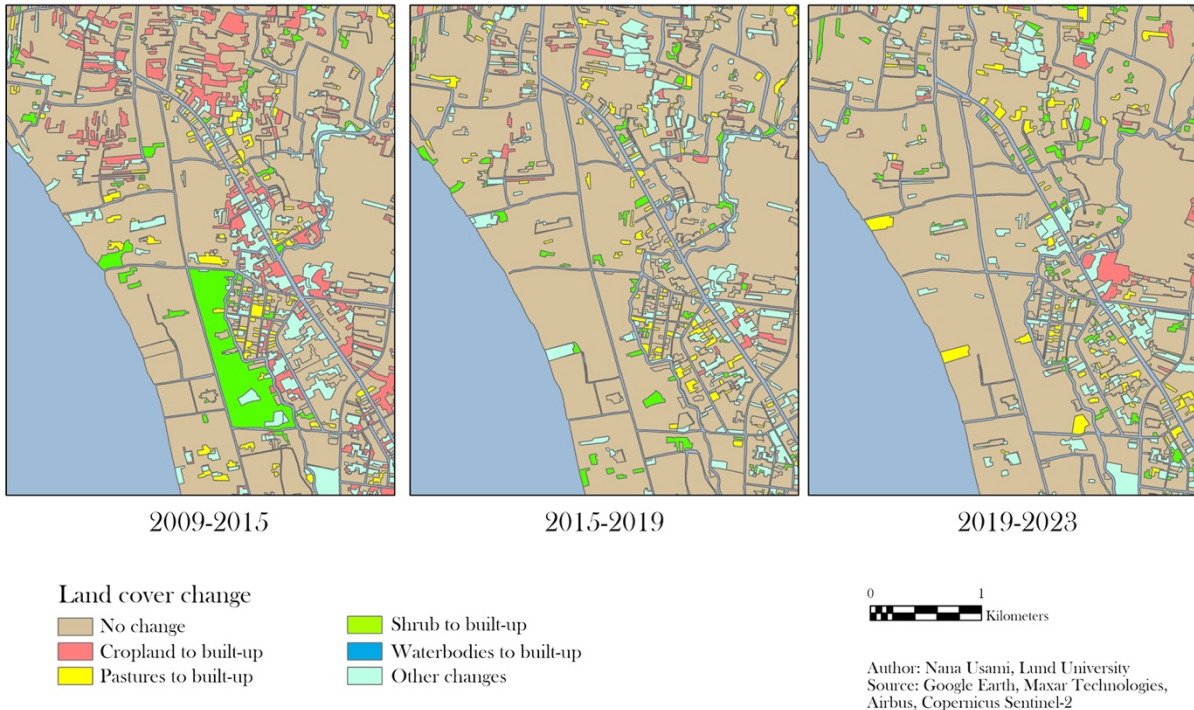 2009-2015
2015-2019
2019-2023
Land cover change
No change
Cropland to built-up
Pastures to built-up
Shrub to built-up
Waterbodies to built-up
Other changes
0 1
Kilometers
Author: Nana Usami, Lund University
Source: Google Earth, Maxar Technologies,
Airbus, Copernicus Sentinel-2